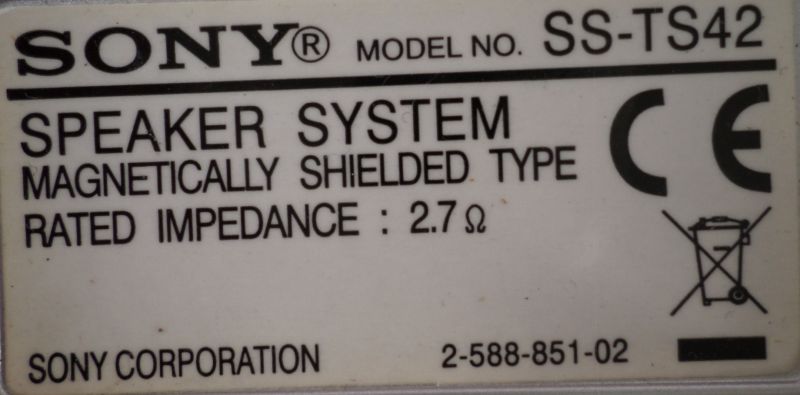 SONY® MODEL NO. SS-TS42
SPEAKER SYSTEM
MAGNETICALLY SHIELDED TYPE
RATED IMPEDANCE : 2.7 Ω
CE
SONY CORPORATION 2-588-851-02